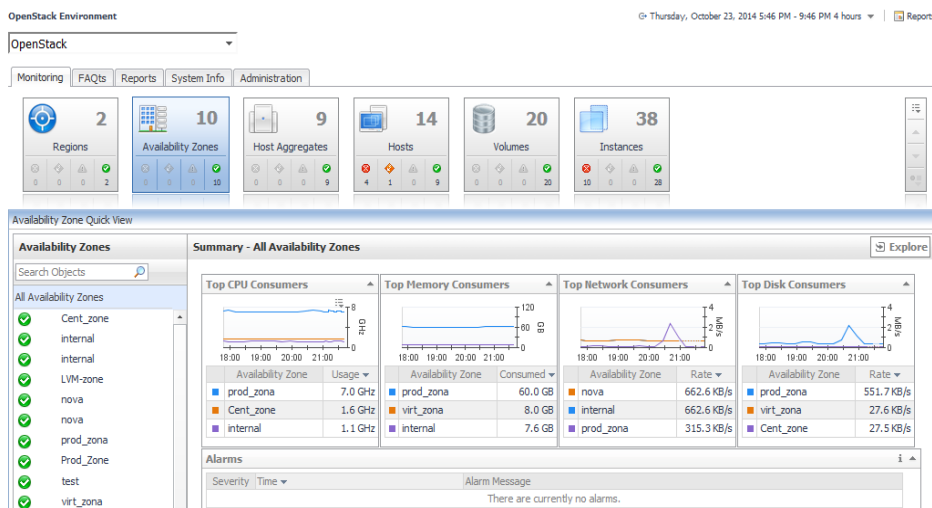 OpenStack Environment
Thursday, October 23, 2014 5:46 PM - 9:46 PM 4 hours
Report
OpenStack
Monitoring FAQts Reports System Info Administration
2 10 9 14 20 38
Regions Availability Zones Host Aggregates Hosts Volumes Instances
0 0 0 2 0 0 0 10 0 0 0 9 4 1 0 9 0 0 0 20 10 0 0 28
Availability Zone Quick View
Availability Zones
Search Objects
All Availability Zones
Cent_zone
internal
internal
LVM-zone
nova
nova
prod_zona
Prod_Zone
test
virt_zona
Summary - All Availability Zones
Explore
Top CPU Consumers
8
GHz
0
18:00 19:00 20:00 21:00
Availability Zone Usage
prod_zona 7.0 GHz
Cent_zone 1.6 GHz
internal 1.1 GHz
Top Memory Consumers
120
60
GB
0
18:00 19:00 20:00 21:00
Availability Zone Consumed
prod_zona 60.0 GB
virt_zona 8.0 GB
internal 7.6 GB
Top Network Consumers
4
2
MB/s
0
18:00 19:00 20:00 21:00
Availability Zone Rate
nova 662.6 KB/s
internal 662.6 KB/s
prod_zona 315.3 KB/s
Top Disk Consumers
4
2
MB/s
0
18:00 19:00 20:00 21:00
Availability Zone Rate
prod_zona 551.7 KB/s
virt_zona 27.6 KB/s
Cent_zone 27.5 KB/s
Alarms
Severity Time Alarm Message
There are currently no alarms.